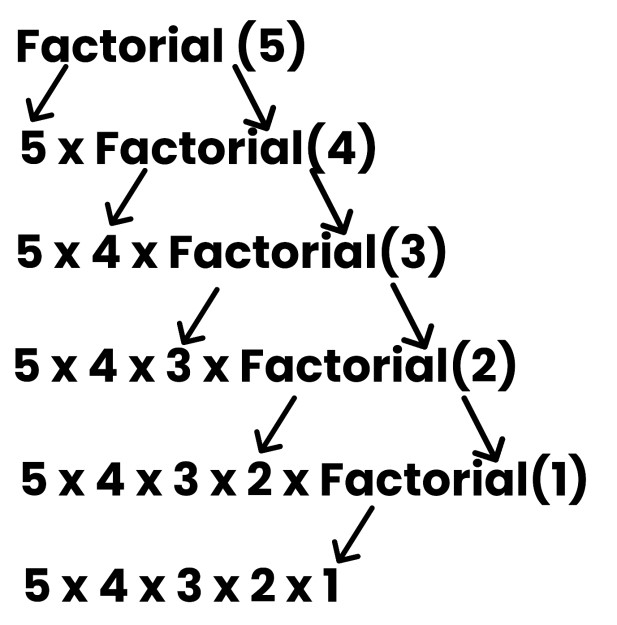 Factorial (5)
5 x Factorial(4)
5 x 4 x Factorial(3)
5 x 4 x 3 x Factorial(2)
5 x 4 x 3 x 2 x Factorial(1)
5 x 4 x 3 x 2 x 1